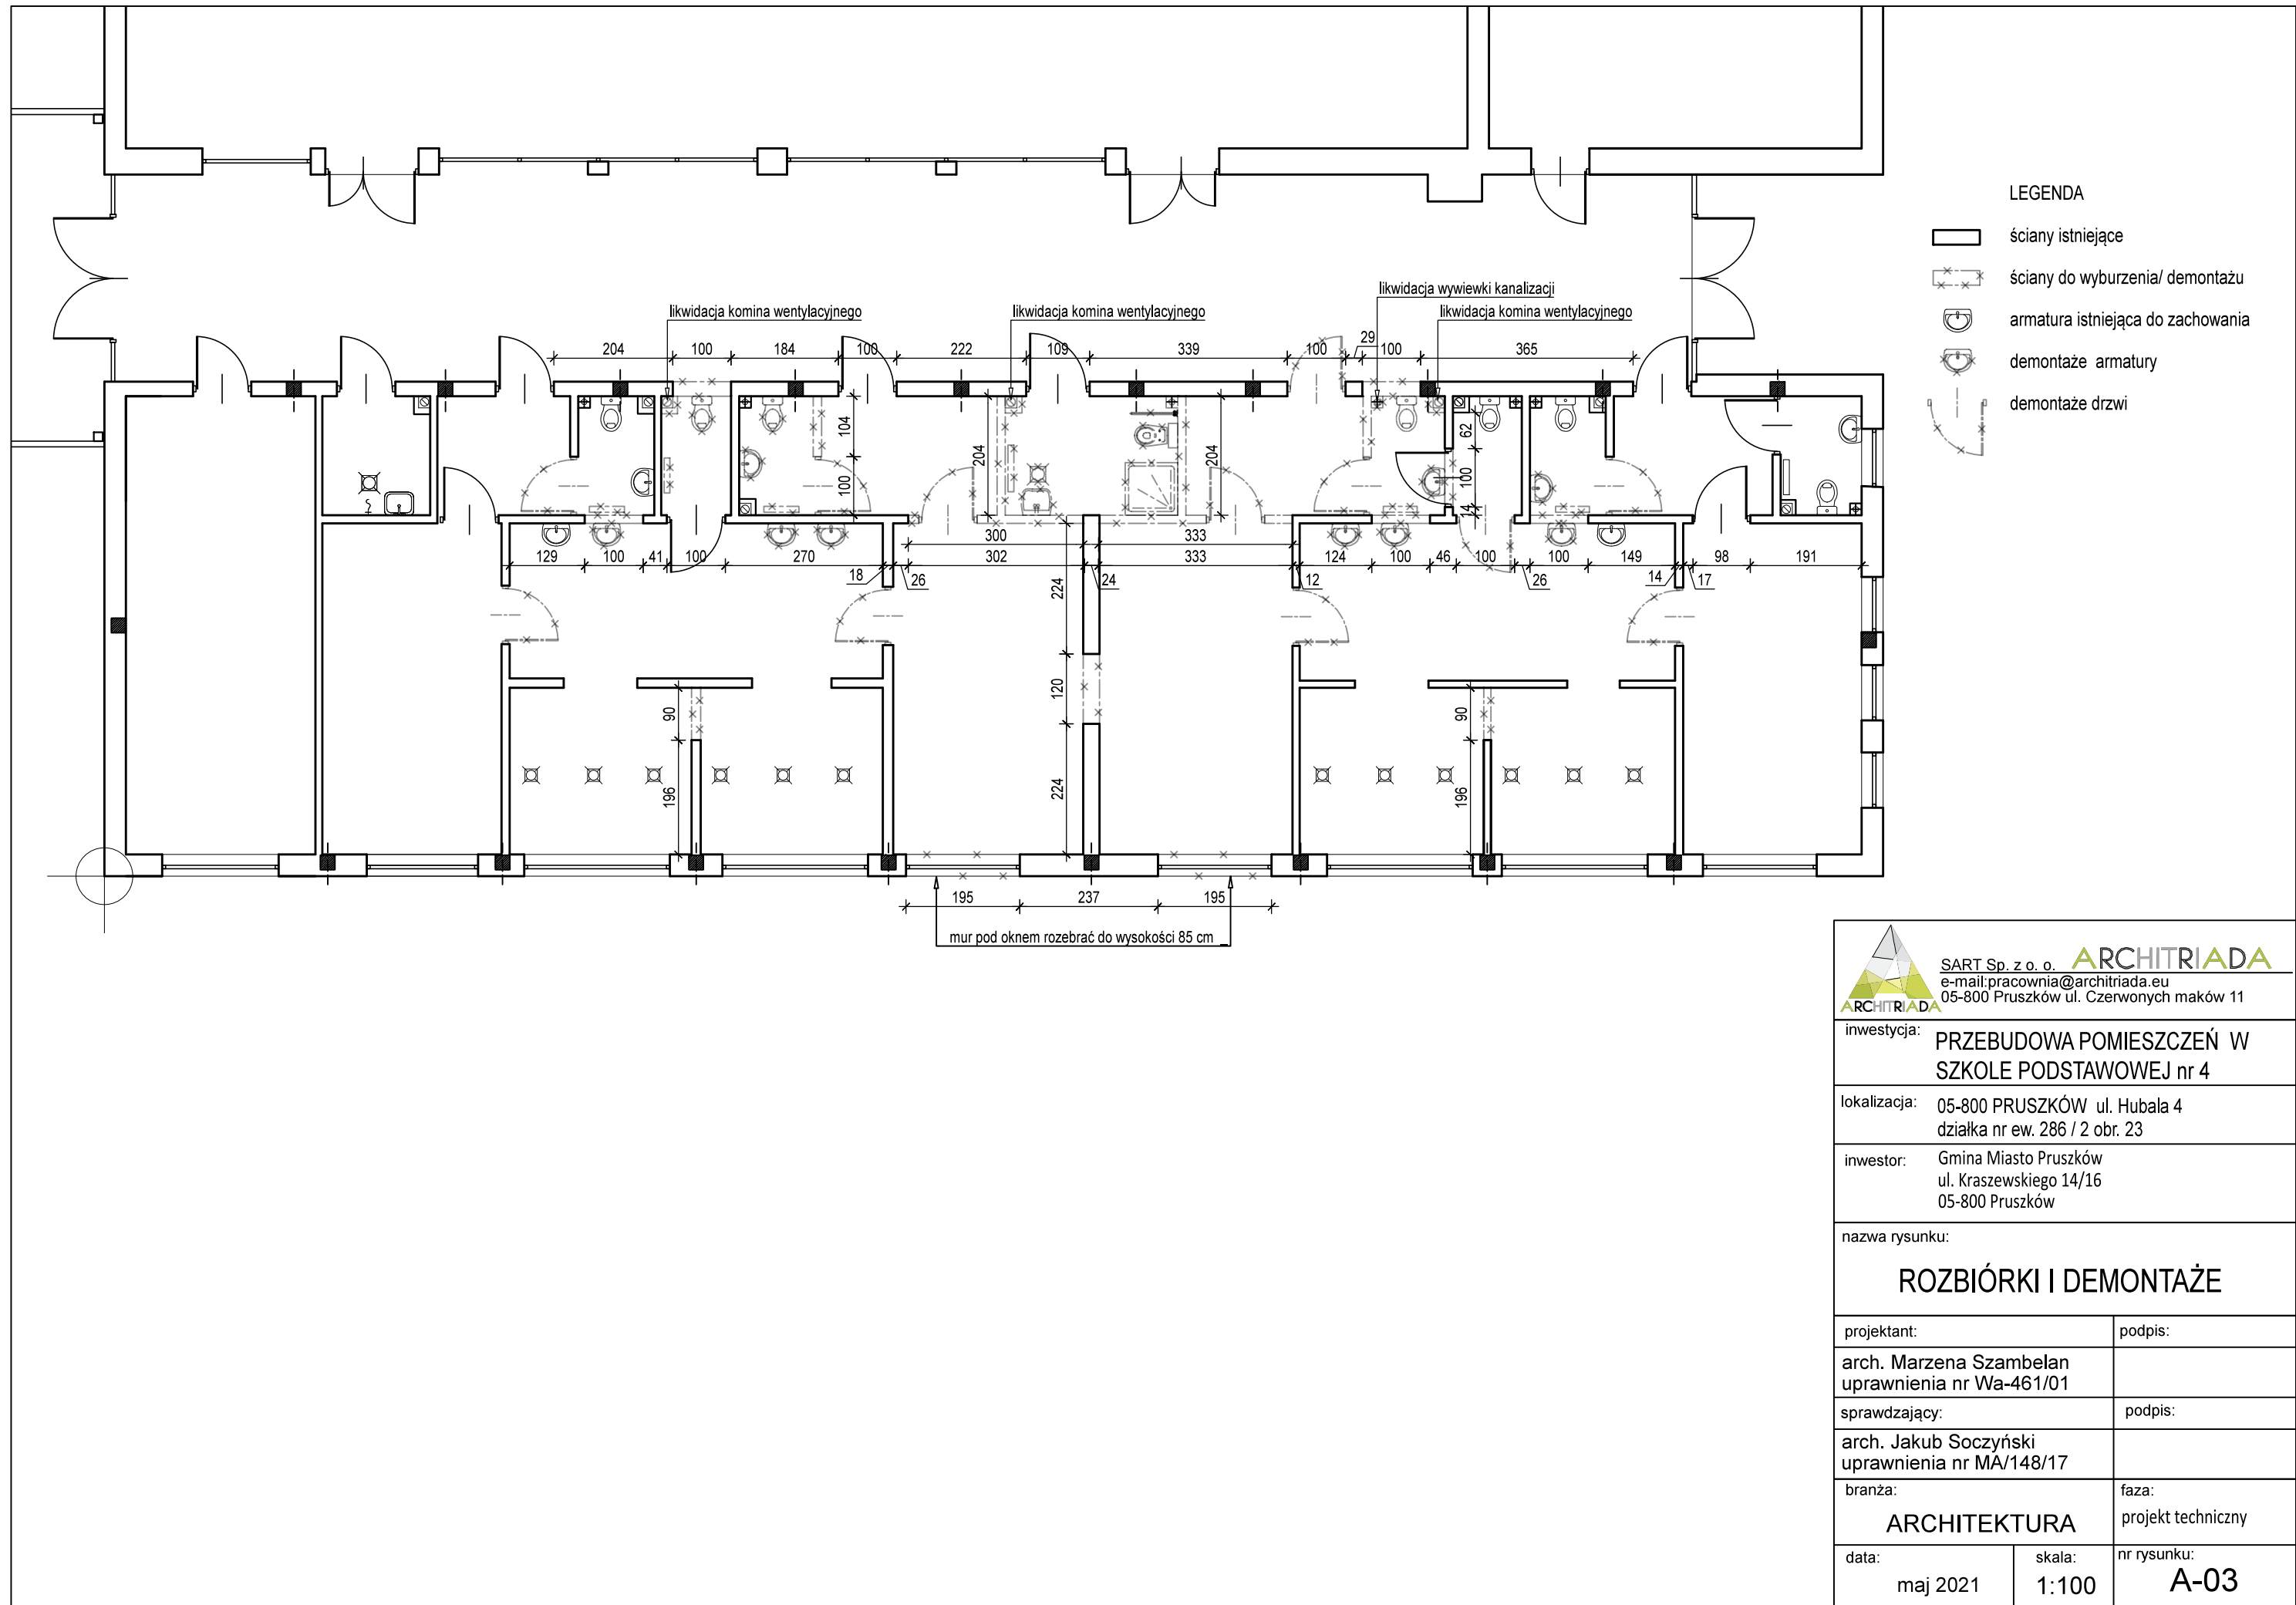 LEGENDA
ściany istniejące
ściany do wyburzenia/ demontażu
armatura istniejąca do zachowania
demontaże armatury
demontaże drzwi
likwidacja wywiewki kanalizacji
likwidacja komina wentylacyjnego
likwidacja komina wentylacyjnego
likwidacja komina wentylacyjnego
204 100 184 100 222 109 339 100 29 100 365
104
100
204
204
62
100
14
300 333
129 100 41 100 270 302 333 124 100 46 100 100 149 98 191
18 26 24 12 26 14 17
224
120
224
90
196
90
196
195 237 195
mur pod oknem rozebrać do wysokości 85 cm
SART Sp. z o. o. ARCHITRIADA
e-mail:pracownia@architriada.eu
05-800 Pruszków ul. Czerwonych maków 11
ARCHITRIADA
inwestycja: PRZEBUDOWA POMIESZCZEŃ W
SZKOLE PODSTAWOWEJ nr 4
lokalizacja: 05-800 PRUSZKÓW ul. Hubala 4
działka nr ew. 286 / 2 obr. 23
inwestor: Gmina Miasto Pruszków
ul. Kraszewskiego 14/16
05-800 Pruszków
nazwa rysunku:
ROZBIÓRKI I DEMONTAŻE
projektant: podpis:
arch. Marzena Szambelan
uprawnienia nr Wa-461/01
sprawdzający: podpis:
arch. Jakub Soczyński
uprawnienia nr MA/148/17
branża: faza:
ARCHITEKTURA projekt techniczny
data: skala: nr rysunku:
maj 2021 1:100 A-03